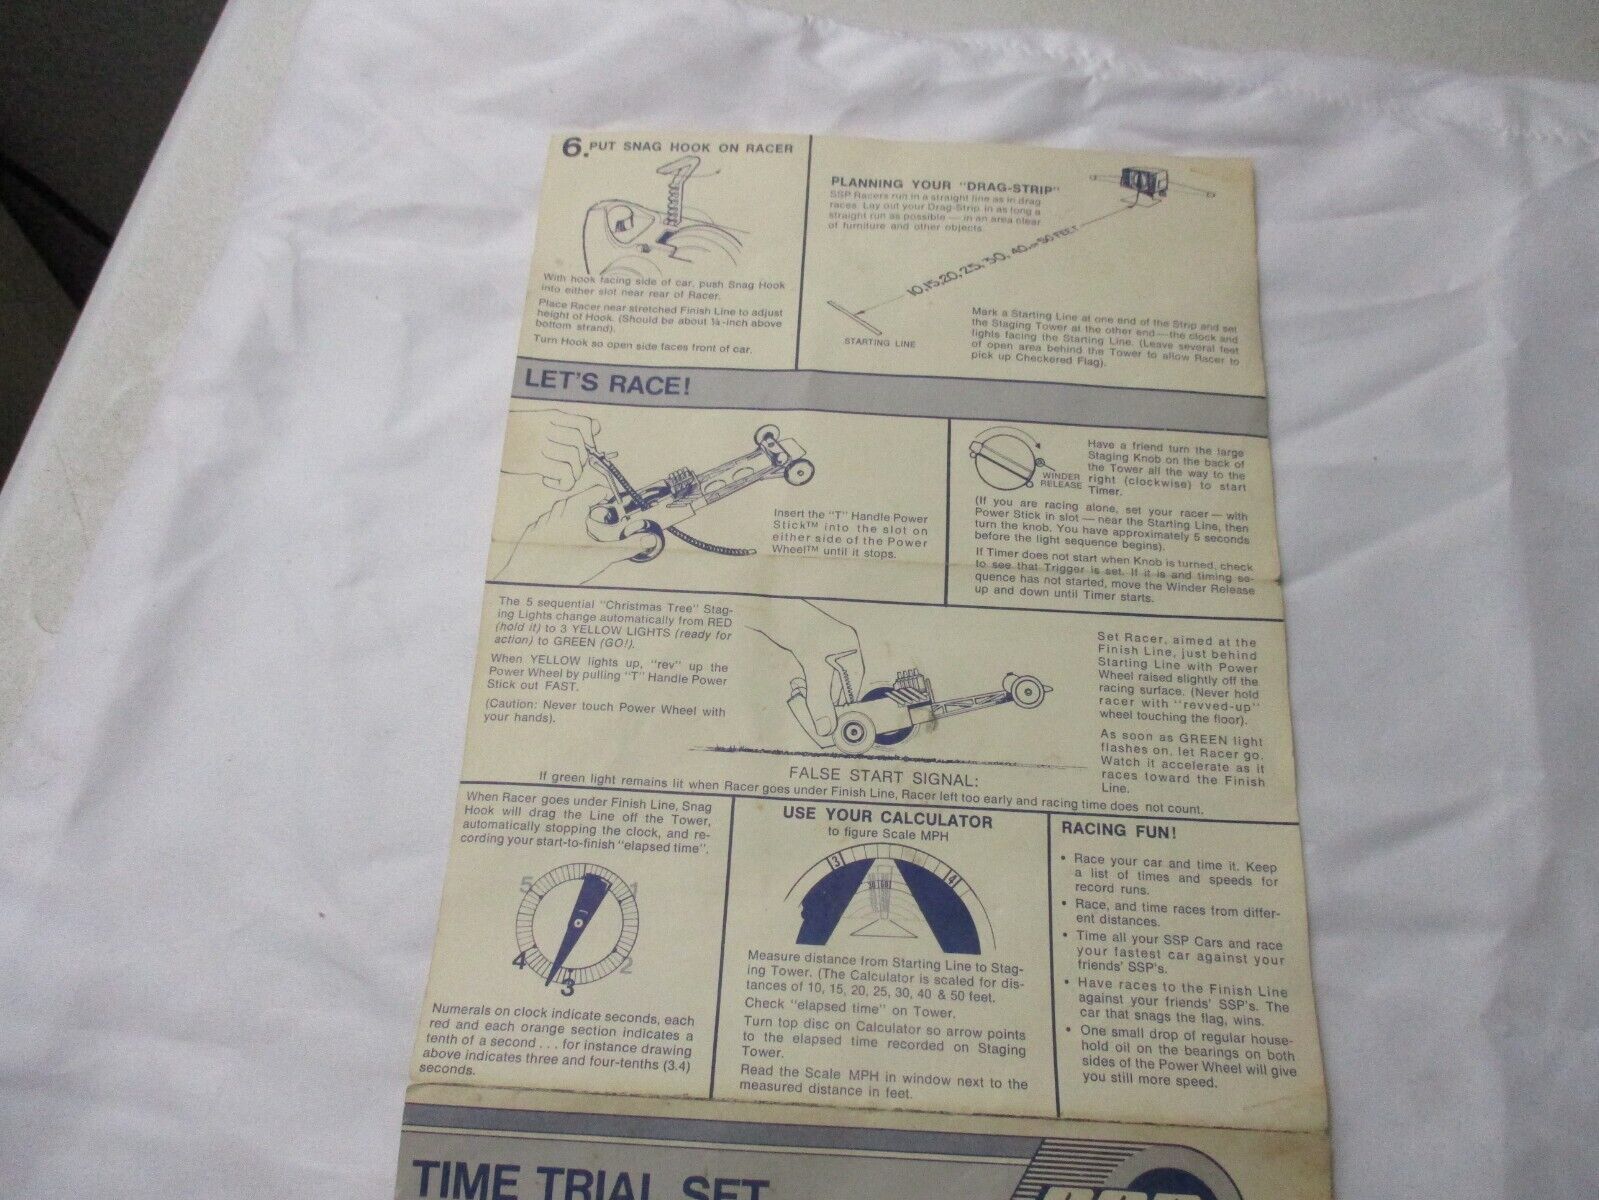 6. PUT SNAG HOOK ON RACER
With hook facing side of car, push Snag Hook
into either slot near rear of Racer.
Place Racer near stretched Finish Line to adjust
height of Hook. (Should be about ¼-inch above
bottom strand).
Turn Hook so open side faces front of car.
PLANNING YOUR "DRAG-STRIP"
SSP Racers run in a straight line as in drag
races. Lay out your Drag-Strip in as long a
straight run as possible — in an area clear
of furniture and other objects.
10, 15, 20, 25, 30, 40, or 50 FEET
STARTING LINE
Mark a Starting Line at one end of the Strip and set
the Staging Tower at the other end—the clock and
lights facing the Starting Line. (Leave several feet
of open area behind the Tower to allow Racer to
pick up Checkered Flag).
LET'S RACE!
Insert the "T" Handle Power
Stick™ into the slot on
either side of the Power
Wheel™ until it stops.
WINDER
RELEASE
Have a friend turn the large
Staging Knob on the back of
the Tower all the way to the
right (clockwise) to start
Timer.
(If you are racing alone, set your racer — with
Power Stick in slot — near the Starting Line, then
turn the knob. You have approximately 5 seconds
before the light sequence begins).
If Timer does not start when Knob is turned, check
to see that Trigger is set. If it is and timing se-
quence has not started, move the Winder Release
up and down until Timer starts.
The 5 sequential "Christmas Tree" Stag-
ing Lights change automatically from RED
(hold it) to 3 YELLOW LIGHTS (ready for
action) to GREEN (GO!).
When YELLOW lights up, "rev" up the
Power Wheel by pulling "T" Handle Power
Stick out FAST.
(Caution: Never touch Power Wheel with
your hands).
Set Racer, aimed at the
Finish Line, just behind
Starting Line with Power
Wheel raised slightly off the
racing surface. (Never hold
racer with "revved-up"
wheel touching the floor).
As soon as GREEN light
flashes on, let Racer go.
Watch it accelerate as it
races toward the Finish
Line.
FALSE START SIGNAL:
If green light remains lit when Racer goes under Finish Line, Racer left too early and racing time does not count.
When Racer goes under Finish Line, Snag
Hook will drag the Line off the Tower,
automatically stopping the clock, and re-
cording your start-to-finish "elapsed time".
5 1
4 2
3
Numerals on clock indicate seconds, each
red and each orange section indicates a
tenth of a second . . . for instance drawing
above indicates three and four-tenths (3.4)
seconds.
USE YOUR CALCULATOR
to figure Scale MPH
3 4
Measure distance from Starting Line to Stag-
ing Tower. (The Calculator is scaled for dis-
tances of 10, 15, 20, 25, 30, 40 & 50 feet.
Check "elapsed time" on Tower.
Turn top disc on Calculator so arrow points
to the elapsed time recorded on Staging
Tower.
Read the Scale MPH in window next to the
measured distance in feet.
RACING FUN!
• Race your car and time it. Keep
a list of times and speeds for
record runs.
• Race, and time races from differ-
ent distances.
• Time all your SSP Cars and race
your fastest car against your
friends' SSP's.
• Have races to the Finish Line
against your friends' SSP's. The
car that snags the flag, wins.
• One small drop of regular house-
hold oil on the bearings on both
sides of the Power Wheel will give
you still more speed.
TIME TRIAL SET